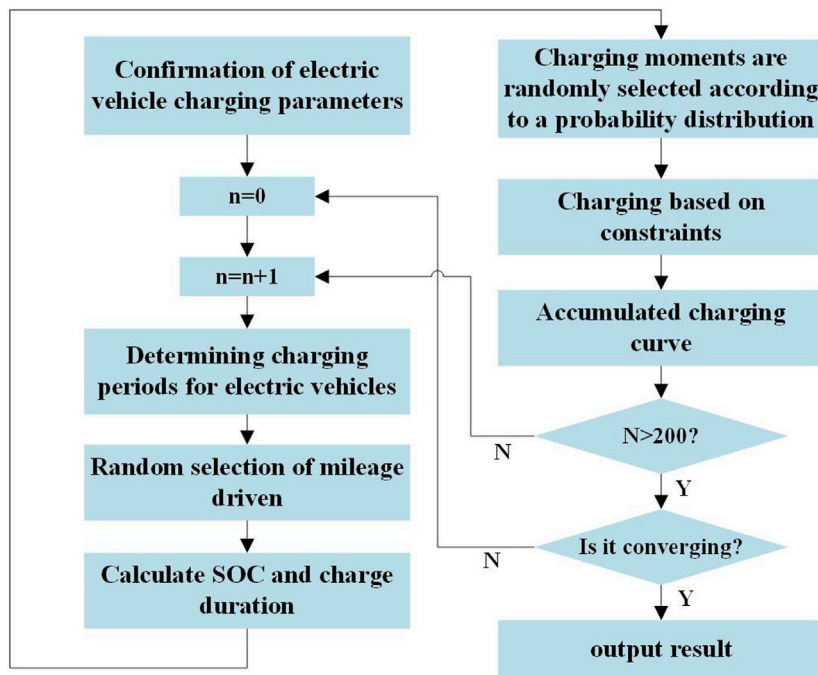 Confirmation of electric
vehicle charging parameters
n=0
n=n+1
Determining charging
periods for electric vehicles
Random selection of mileage
driven
Calculate SOC and charge
duration
Charging moments are
randomly selected according
to a probability distribution
Charging based on
constraints
Accumulated charging
curve
N>200?
N
Y
Is it converging?
N
Y
output result